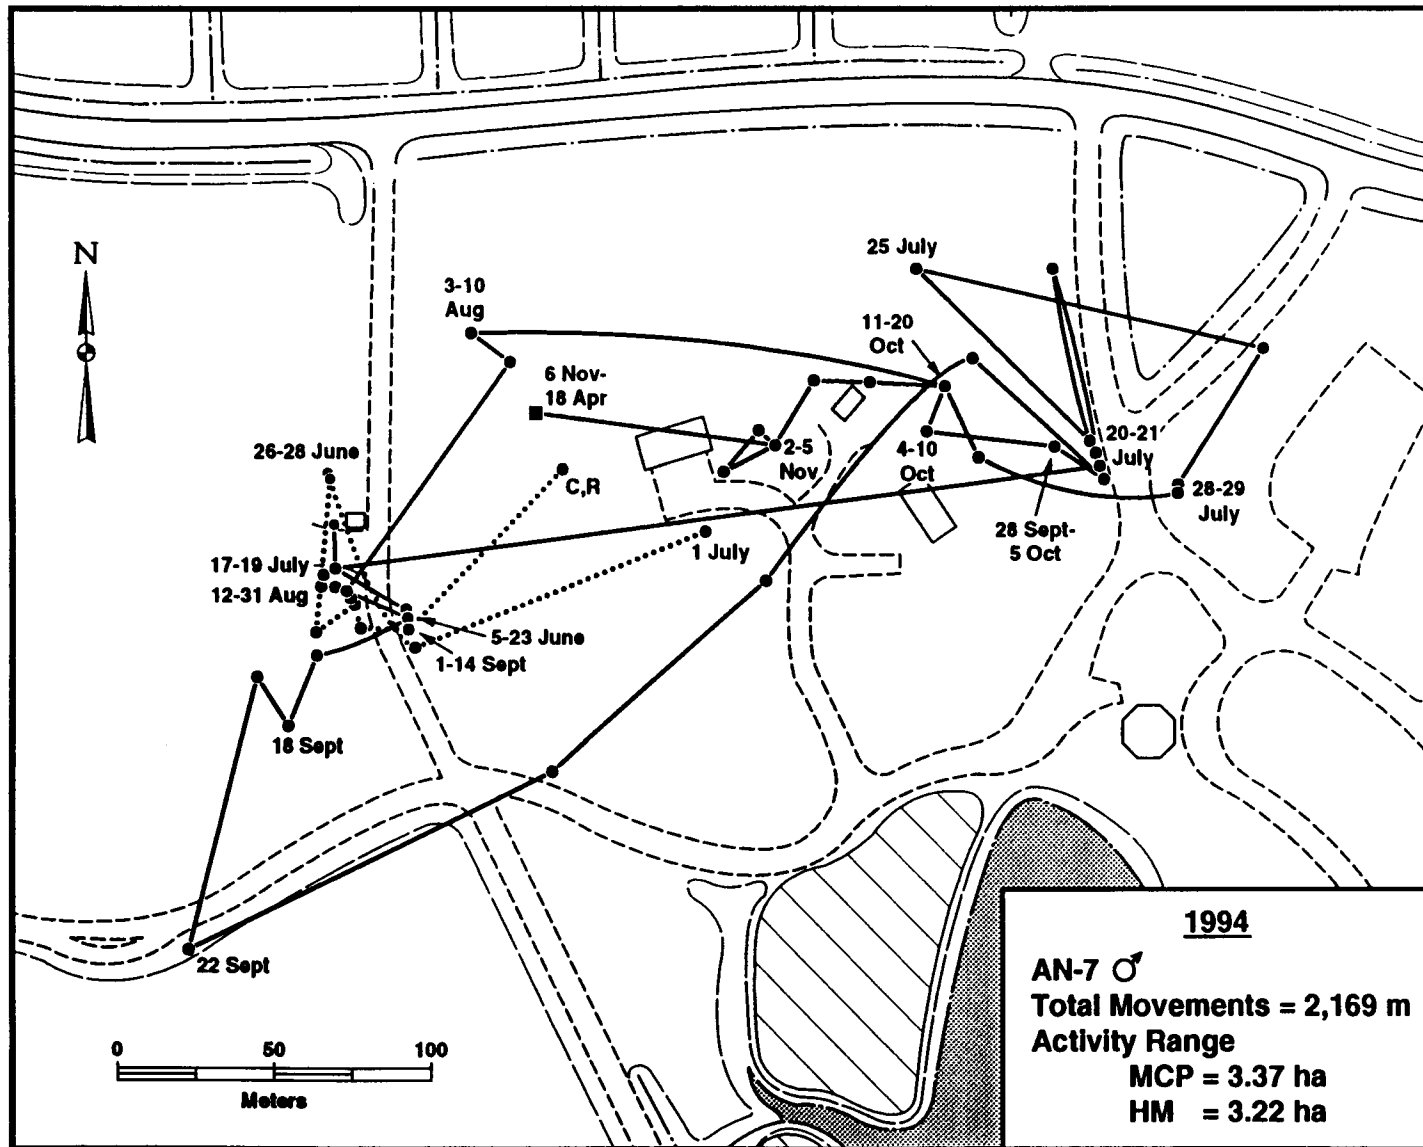 N
25 July
3-10
Aug
11-20
Oct
6 Nov-
18 Apr
26-28 June
20-21
July
2-5
Nov
4-10
Oct
C,R
28-29
July
28 Sept-
5 Oct
1 July
17-19 July
12-31 Aug
5-23 June
1-14 Sept
18 Sept
22 Sept
0 50 100
Meters
1994
AN-7 ♂
Total Movements = 2,169 m
Activity Range
MCP = 3.37 ha
HM = 3.22 ha